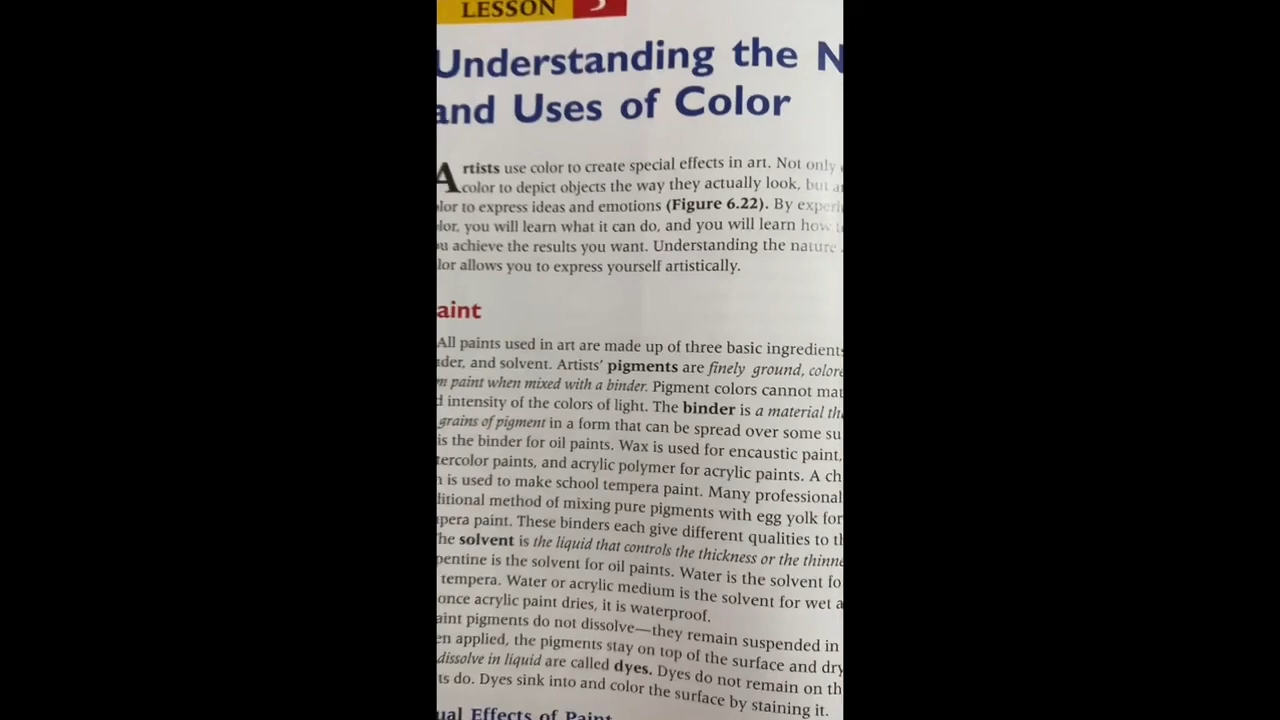 LESSON 3
Understanding the N
and Uses of Color
Artists use color to create special effects in art. Not only
color to depict objects the way they actually look, but
lor to express ideas and emotions (Figure 6.22). By experi
lor, you will learn what it can do, and you will learn how
u achieve the results you want. Understanding the nature
lor allows you to express yourself artistically.
aint
All paints used in art are made up of three basic ingredients
der, and solvent. Artists' pigments are finely ground, colore
m paint when mixed with a binder. Pigment colors cannot mat
d intensity of the colors of light. The binder is a material th
grains of pigment in a form that can be spread over some su
is the binder for oil paints. Wax is used for encaustic paint,
tercolor paints, and acrylic polymer for acrylic paints. A ch
n is used to make school tempera paint. Many professional
ditional method of mixing pure pigments with egg yolk for
mpera paint. These binders each give different qualities to th
he solvent is the liquid that controls the thickness or the thinne
pentine is the solvent for oil paints. Water is the solvent fo
tempera. Water or acrylic medium is the solvent for wet a
once acrylic paint dries, it is waterproof.
aint pigments do not dissolve—they remain suspended in
en applied, the pigments stay on top of the surface and dry
dissolve in liquid are called dyes. Dyes do not remain on th
ts do. Dyes sink into and color the surface by staining it.
ual Effects of Paint